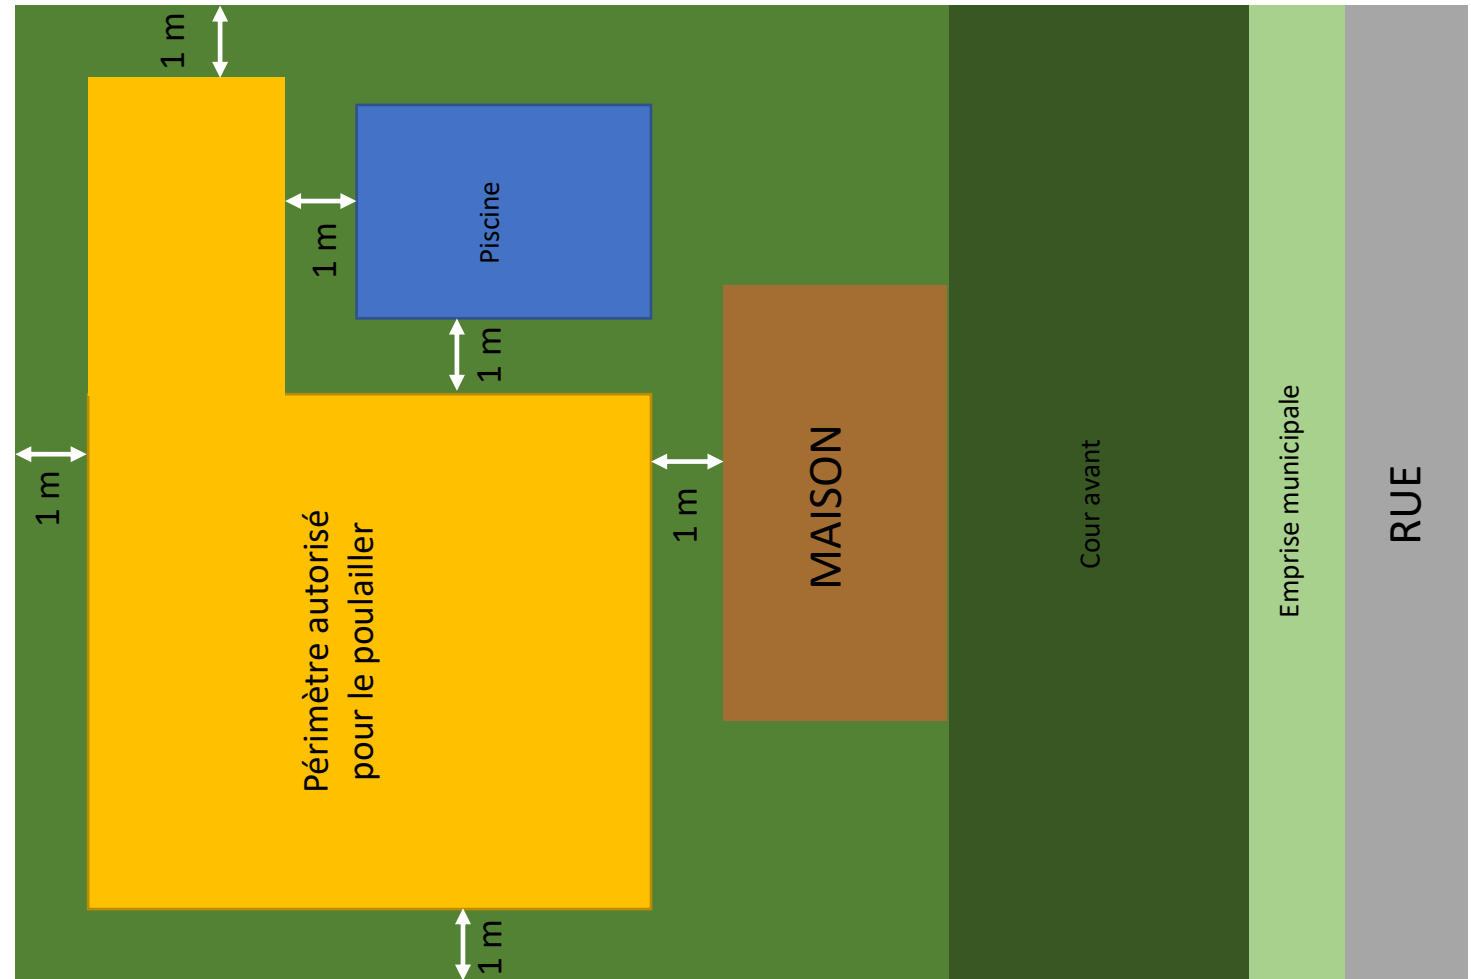 1 m
1 m
Piscine
1 m
1 m
1 m
Périmètre autorisé
pour le poulailler
MAISON
Cour avant
Emprise municipale
RUE
1 m